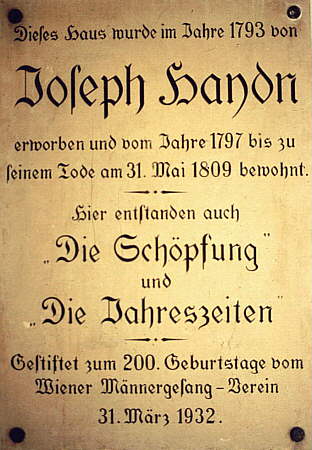 Dieses Haus wurde im Jahre 1793 von
Joseph Haydn
erworben und vom Jahre 1797 bis zu
seinem Tode am 31. Mai 1809 bewohnt.
Hier entstanden auch
„Die Schöpfung"
und
„Die Jahreszeiten"
Gestiftet zum 200. Geburtstage vom
Wiener Männergesang-Verein
31. März 1932.